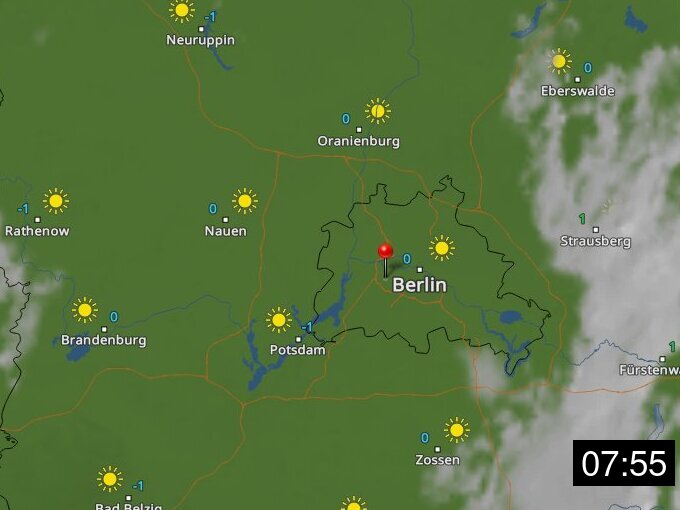 -1
Neuruppin
0
Eberswalde
0
Oranienburg
-1
Rathenow
0
Nauen
1
Strausberg
0
Berlin
0
Brandenburg
-1
Potsdam
1
Fürstenwa
0
Zossen
07:55
-1
Bad Belzig